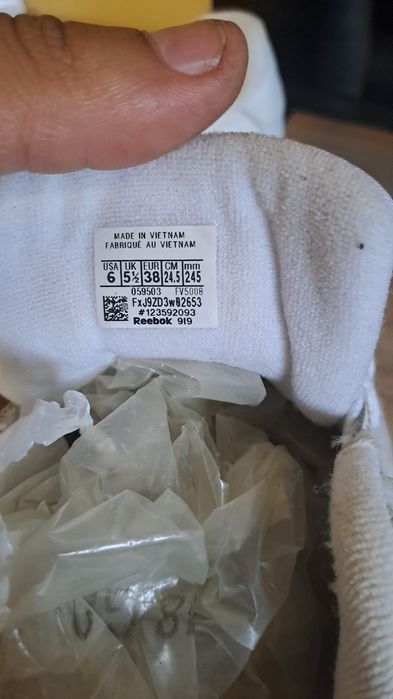 MADE IN VIETNAM
FABRIQUÉ AU VIETNAM
USA UK EUR CM mm
6 5½ 38 24.5 245
059503 FV5008
FxJ9ZD3w02653
#123592093
Reebok 919